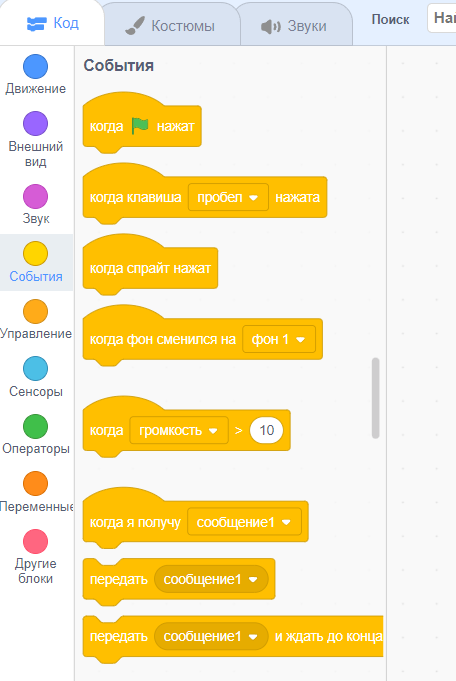 Код
Костюмы
Звуки
Поиск
На
События
Движение
Внешний
вид
Звук
События
Управление
Сенсоры
Операторы
Переменные
Другие
блоки
когда нажат
когда клавиша пробел нажата
когда спрайт нажат
когда фон сменился на фон 1
когда громкость > 10
когда я получу сообщение1
передать сообщение1
передать сообщение1 и ждать до конца